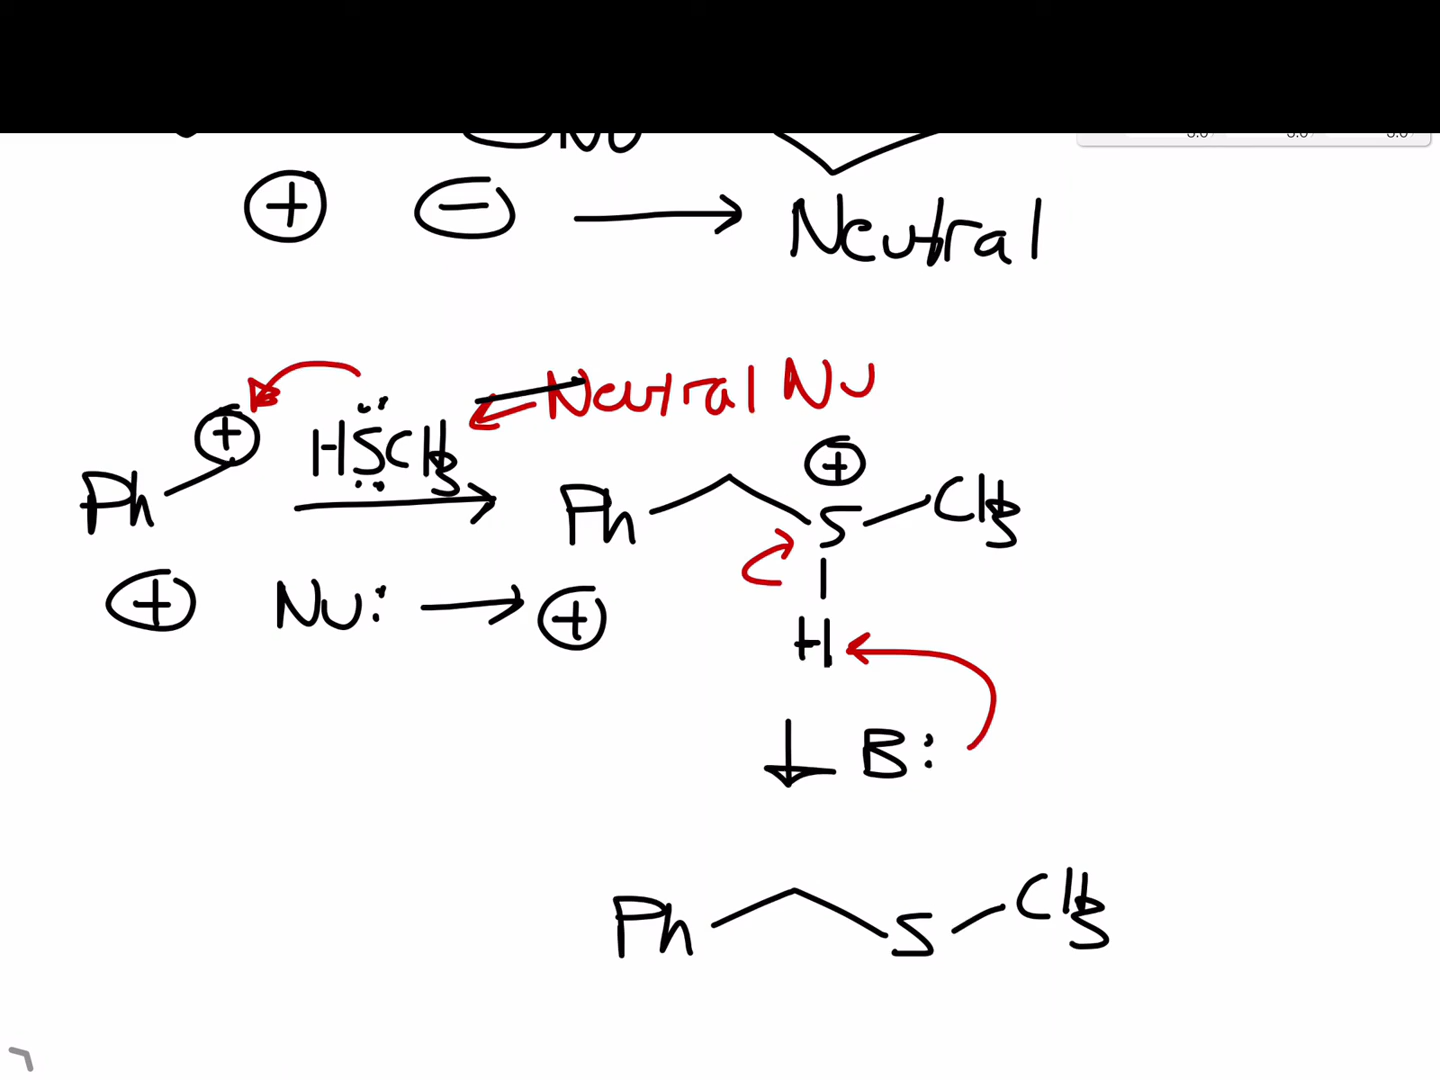 ⊕ ⊖ → Neutral
Neutral Nu
⊕ HSCH3
Ph → Ph S⊕ CH3
⊕ Nu: → ⊕
H
↓ B:
Ph S CH3